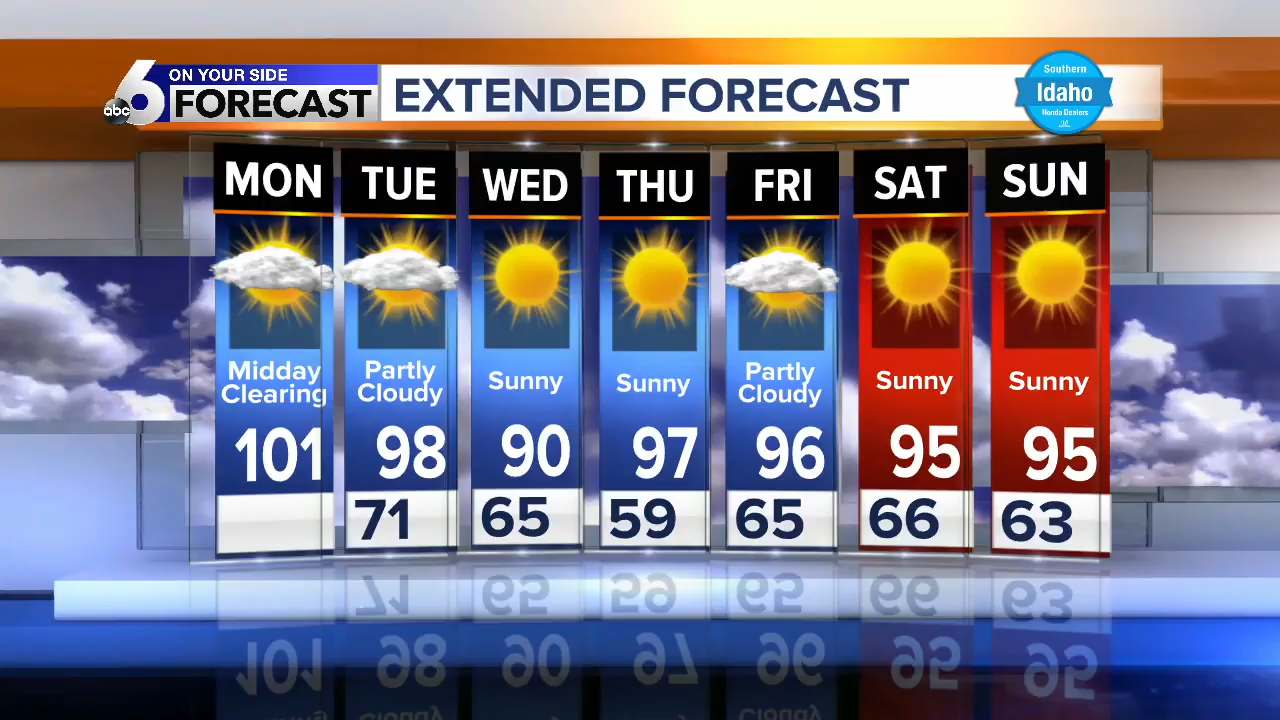 abc 6 ON YOUR SIDE
FORECAST
EXTENDED FORECAST
Southern
Idaho
Honda Dealers
MON TUE WED THU FRI SAT SUN
Midday
Clearing
Partly
Cloudy
Sunny
Sunny
Partly
Cloudy
Sunny
Sunny
101 98 90 97 96 95 95
71 65 59 65 66 63